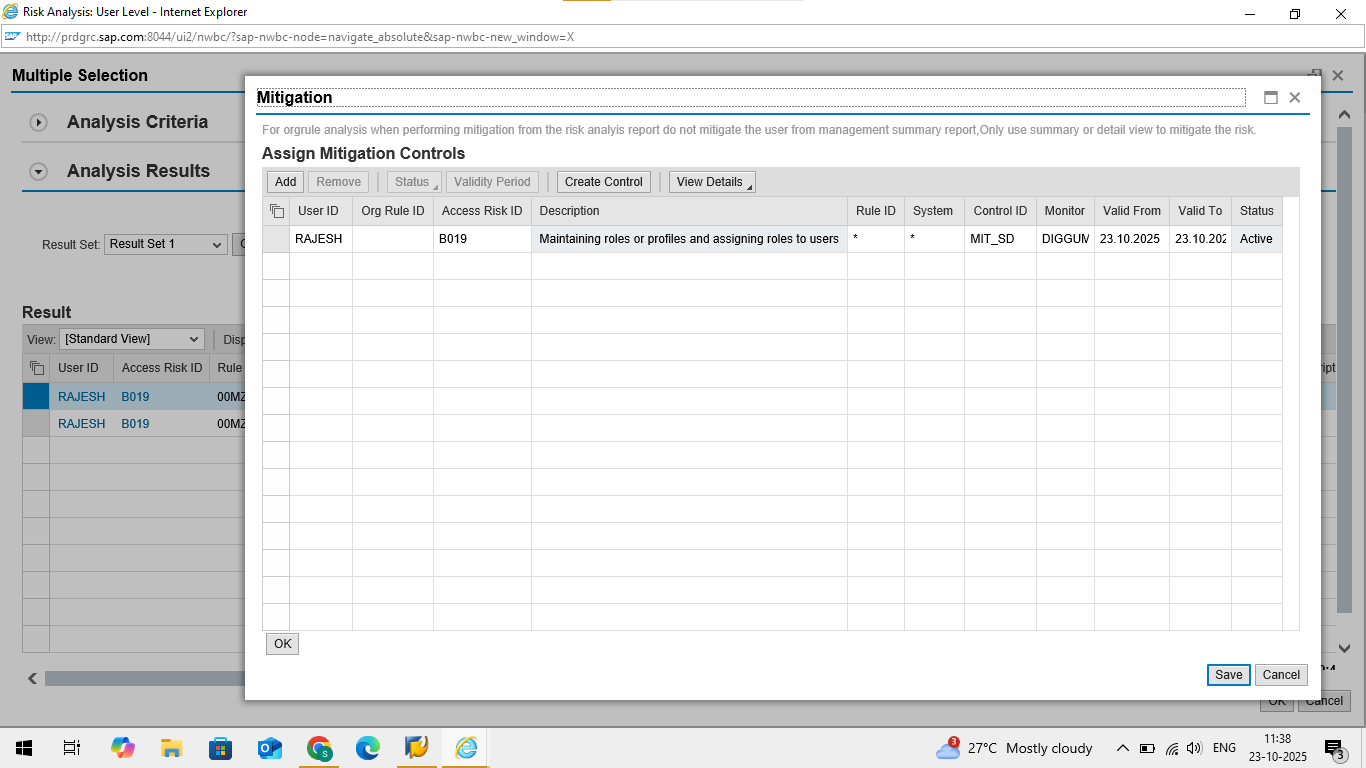 Risk Analysis: User Level - Internet Explorer
http://prdgrc.sap.com:8044/ui2/nwbc/?sap-nwbc-node=navigate_absolute&sap-nwbc-new_window=X
Multiple Selection
Mitigation
For orgrule analysis when performing mitigation from the risk analyis report do not mitigate the user from management summary report,Only use summary or detail view to mitigate the risk.
Analysis Criteria
Assign Mitigation Controls
Analysis Results
Add Remove Status Validity Period Create Control View Details
User ID Org Rule ID Access Risk ID Description Rule ID System Control ID Monitor Valid From Valid To Status
RAJESH B019 Maintaining roles or profiles and assigning roles to users * * MIT_SD DIGGUM 23.10.2025 23.10.202 Active
Result Set: Result Set 1
Result
View: [Standard View] Disp
User ID Access Risk ID Rule
RAJESH B019 00MZ
RAJESH B019 00MZ
OK
Save Cancel
OK Cancel
3 27°C Mostly cloudy ENG 11:38
23-10-2025 3